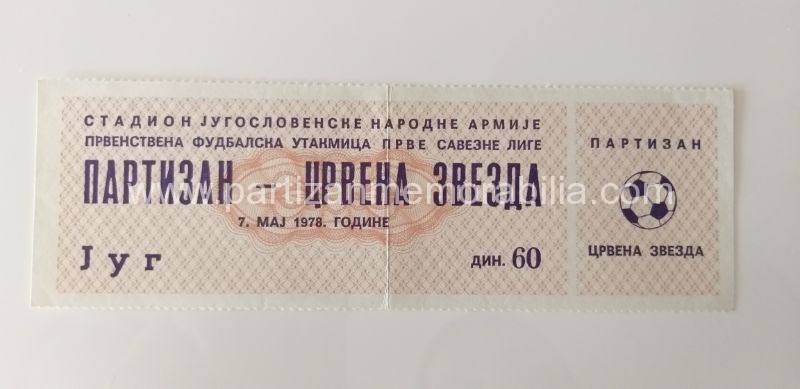 СТАДИОН ЈУГОСЛОВЕНСКЕ НАРОДНЕ АРМИЈЕ
ПРВЕНСТВЕНА ФУДБАЛСКА УТАКМИЦА ПРВЕ САВЕЗНЕ ЛИГЕ
ПАРТИЗАН — ЦРВЕНА ЗВЕЗДА
7. МАЈ 1978. ГОДИНЕ
Југ
ДИН. 60
ПАРТИЗАН
ЦРВЕНА ЗВЕЗДА
www.partizanmemorabilia.com